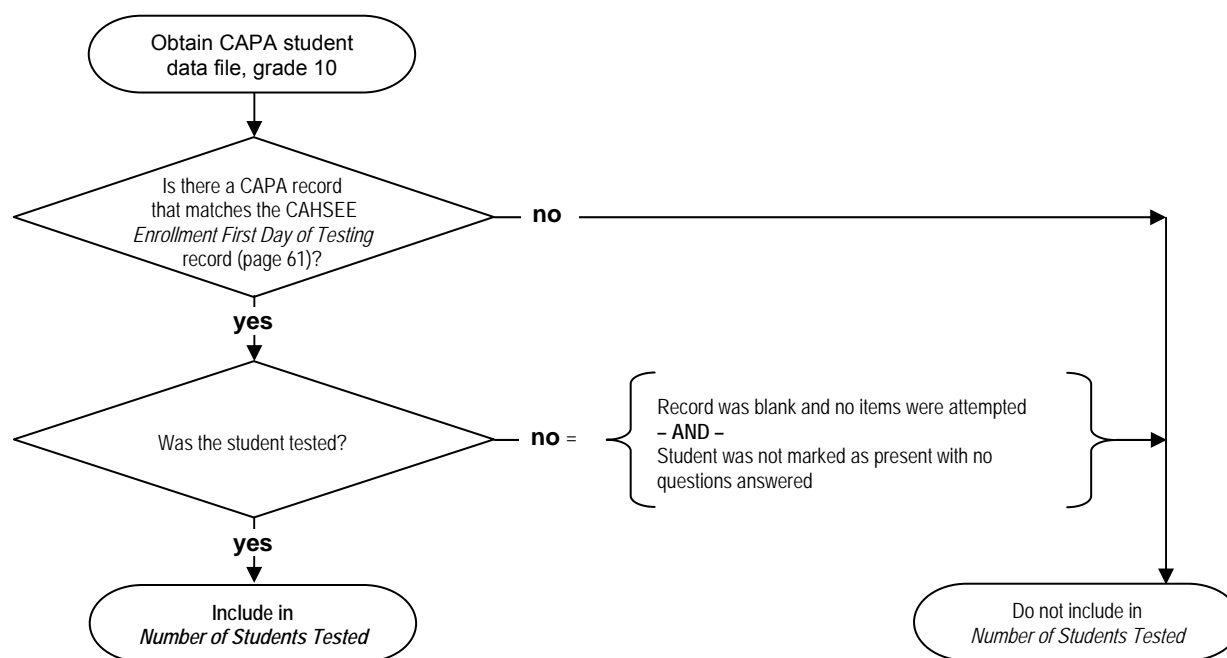 Obtain CAPA student
data file, grade 10
Is there a CAPA record
that matches the CAHSEE
Enrollment First Day of Testing
record (page 61)?
no
yes
Was the student tested?
no =
Record was blank and no items were attempted
– AND –
Student was not marked as present with no
questions answered
yes
Include in
Number of Students Tested
Do not include in
Number of Students Tested